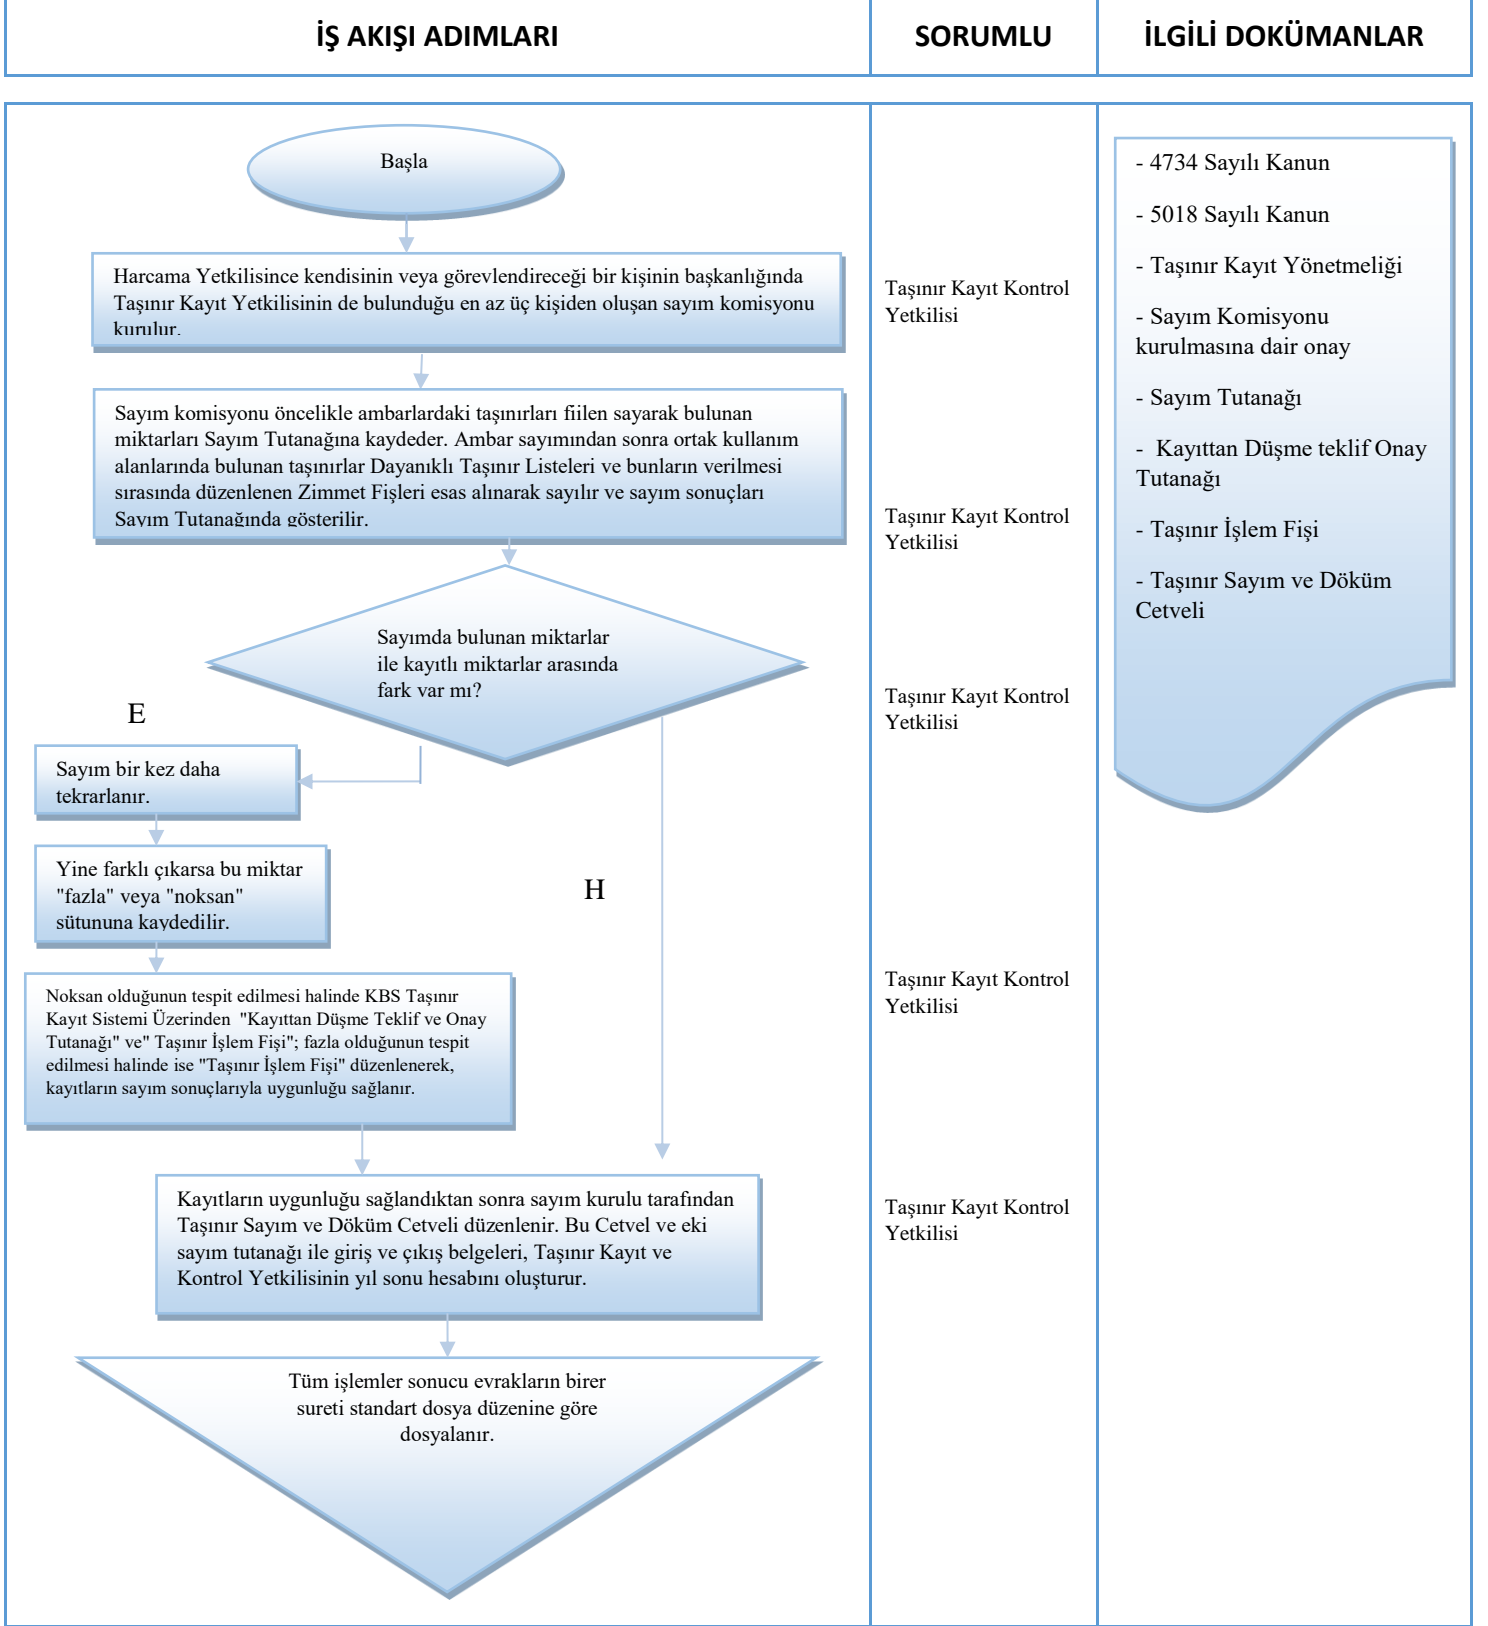 İŞ AKIŞI ADIMLARI
SORUMLU
İLGİLİ DOKÜMANLAR
Başla
Harcama Yetkilisince kendisinin veya görevlendireceği bir kişinin başkanlığında
Taşınır Kayıt Yetkilisinin de bulunduğu en az üç kişiden oluşan sayım komisyonu
kurulur.
Sayım komisyonu öncelikle ambarlardaki taşınırları fiilen sayarak bulunan
miktarları Sayım Tutanağına kaydeder. Ambar sayımından sonra ortak kullanım
alanlarında bulunan taşınırlar Dayanıklı Taşınır Listeleri ve bunların verilmesi
sırasında düzenlenen Zimmet Fişleri esas alınarak sayılır ve sayım sonuçları
Sayım Tutanağında gösterilir.
Sayımda bulunan miktarlar
ile kayıtlı miktarlar arasında
fark var mı?
E
Sayım bir kez daha
tekrarlanır.
Yine farklı çıkarsa bu miktar
"fazla" veya "noksan"
sütununa kaydedilir.
H
Noksan olduğunun tespit edilmesi halinde KBS Taşınır
Kayıt Sistemi Üzerinden  "Kayıttan Düşme Teklif ve Onay
Tutanağı" ve" Taşınır İşlem Fişi"; fazla olduğunun tespit
edilmesi halinde ise "Taşınır İşlem Fişi" düzenlenerek,
kayıtların sayım sonuçlarıyla uygunluğu sağlanır.
Kayıtların uygunluğu sağlandıktan sonra sayım kurulu tarafından
Taşınır Sayım ve Döküm Cetveli düzenlenir. Bu Cetvel ve eki
sayım tutanağı ile giriş ve çıkış belgeleri, Taşınır Kayıt ve
Kontrol Yetkilisinin yıl sonu hesabını oluşturur.
Tüm işlemler sonucu evrakların birer
sureti standart dosya düzenine göre
dosyalanır.
Taşınır Kayıt Kontrol
Yetkilisi
Taşınır Kayıt Kontrol
Yetkilisi
Taşınır Kayıt Kontrol
Yetkilisi
Taşınır Kayıt Kontrol
Yetkilisi
Taşınır Kayıt Kontrol
Yetkilisi
- 4734 Sayılı Kanun
- 5018 Sayılı Kanun
- Taşınır Kayıt Yönetmeliği
- Sayım Komisyonu
kurulmasına dair onay
- Sayım Tutanağı
-  Kayıttan Düşme teklif Onay
Tutanağı
- Taşınır İşlem Fişi
- Taşınır Sayım ve Döküm
Cetveli